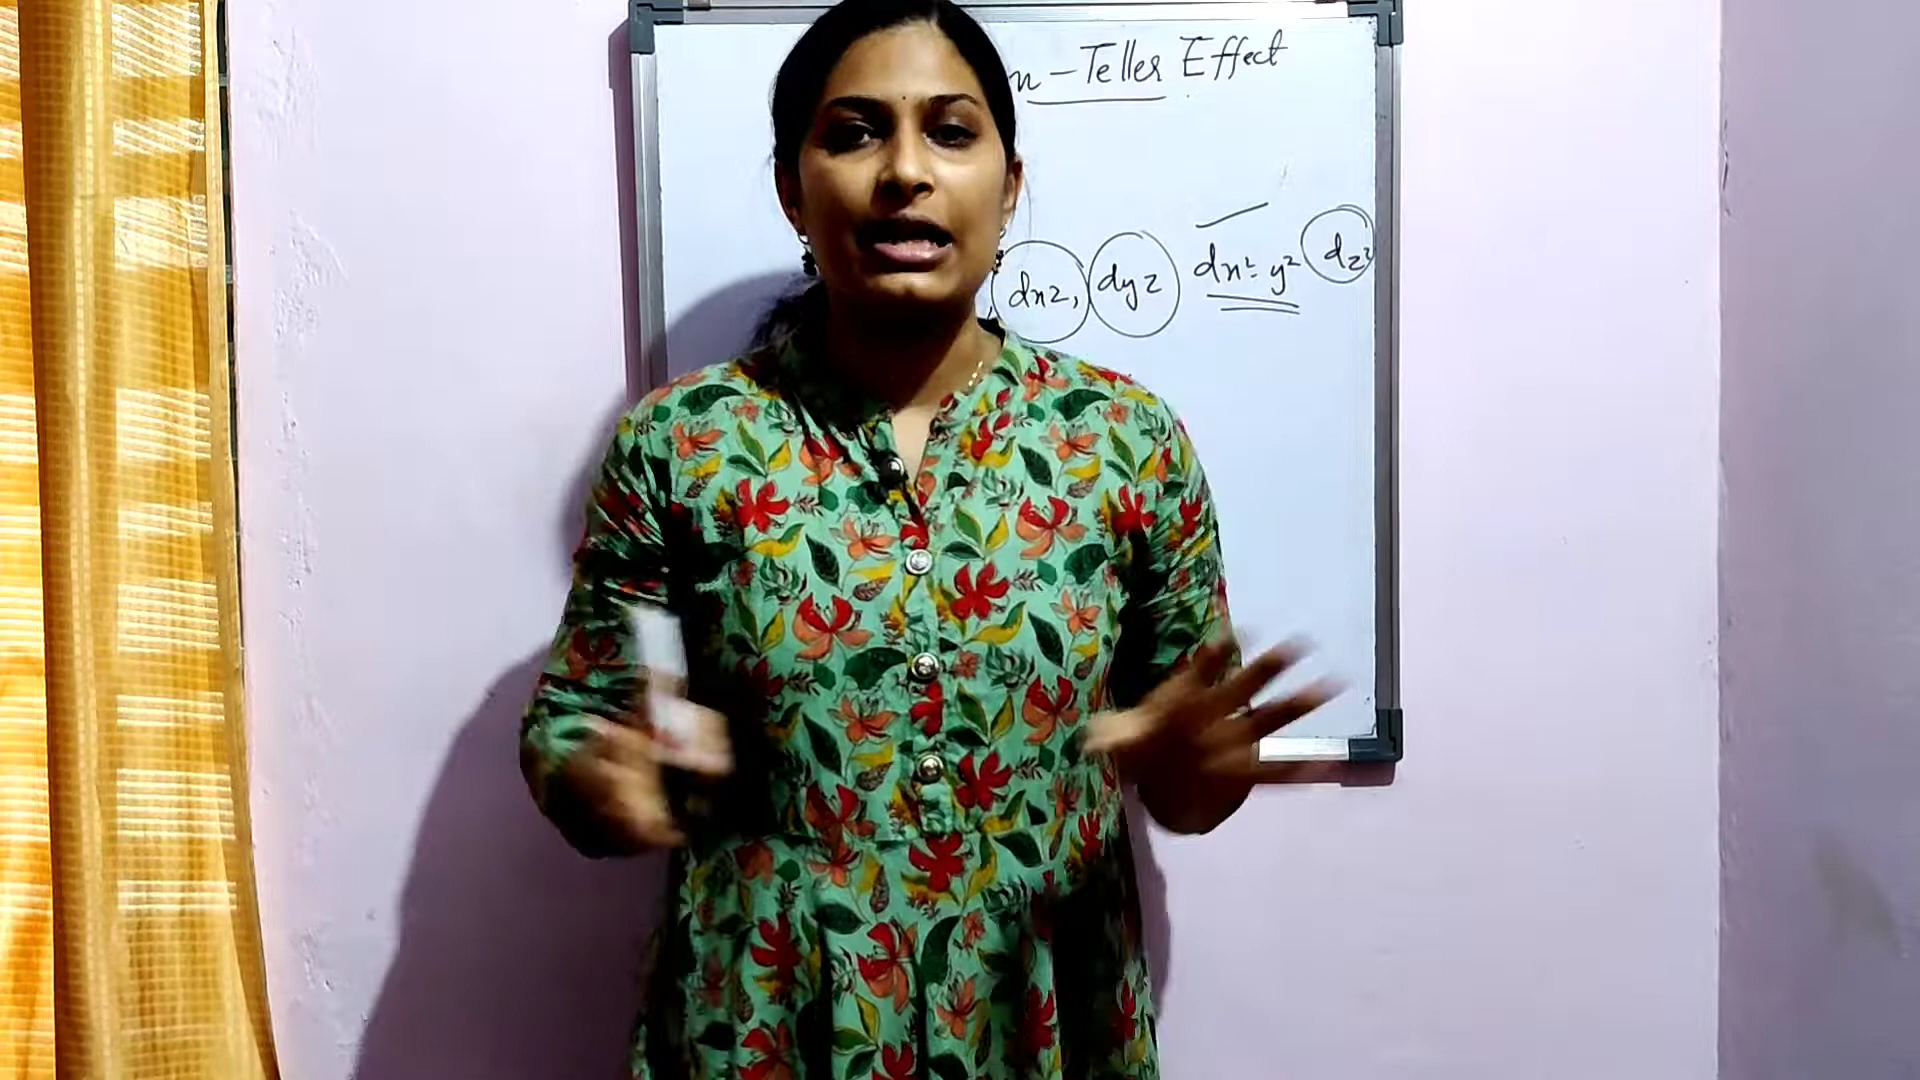 n-Teller Effect
, dxz, dyz dx²-y² dz²